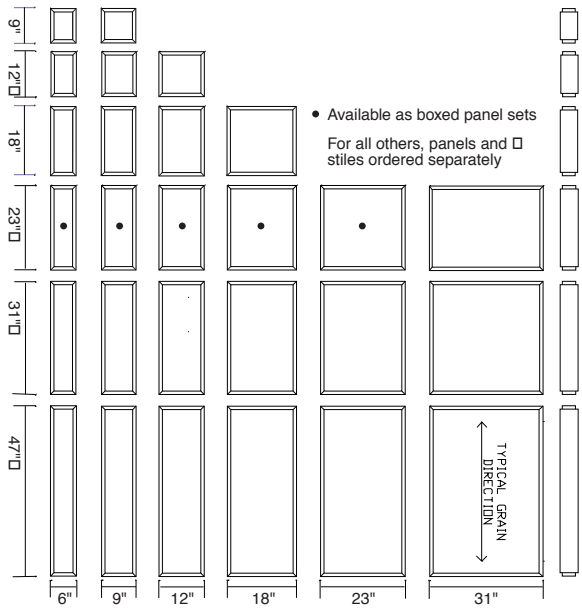 9"
12"□
18"
• Available as boxed panel sets
For all others, panels and □
stiles ordered separately
23"□
31"□
47"□
TYPICAL GRAIN
DIRECTION
6" 9" 12" 18" 23" 31"